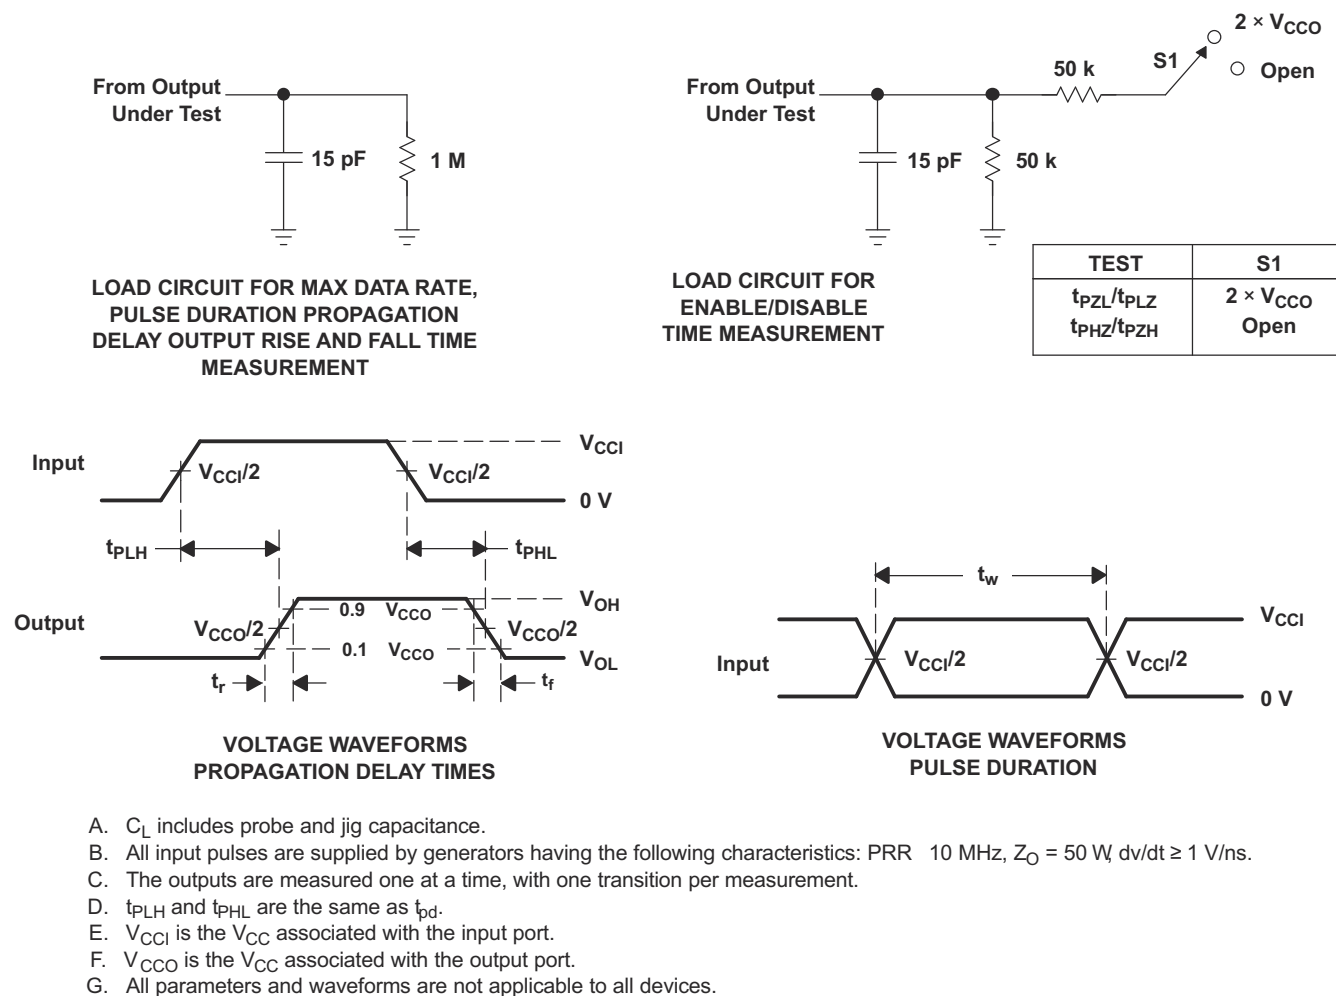 From Output
Under Test
15 pF
1 M
LOAD CIRCUIT FOR MAX DATA RATE,
PULSE DURATION PROPAGATION
DELAY OUTPUT RISE AND FALL TIME
MEASUREMENT
From Output
Under Test
15 pF
50 k
50 k
S1
2 × VCCO
Open
LOAD CIRCUIT FOR
ENABLE/DISABLE
TIME MEASUREMENT
TEST S1
tPZL/tPLZ 2 × VCCO
tPHZ/tPZH Open
Input
VCCI/2
VCCI/2
VCCI
0 V
tPLH
tPHL
Output
VCCO/2
0.9 VCCO
0.1 VCCO
VCCO/2
VOH
VOL
tr
tf
VOLTAGE WAVEFORMS
PROPAGATION DELAY TIMES
tw
Input
VCCI/2
VCCI/2
VCCI
0 V
VOLTAGE WAVEFORMS
PULSE DURATION
A. CL includes probe and jig capacitance.
B. All input pulses are supplied by generators having the following characteristics: PRR 10 MHz, ZO = 50 W, dv/dt ≥ 1 V/ns.
C. The outputs are measured one at a time, with one transition per measurement.
D. tPLH and tPHL are the same as tpd.
E. VCCI is the VCC associated with the input port.
F. VCCO is the VCC associated with the output port.
G. All parameters and waveforms are not applicable to all devices.